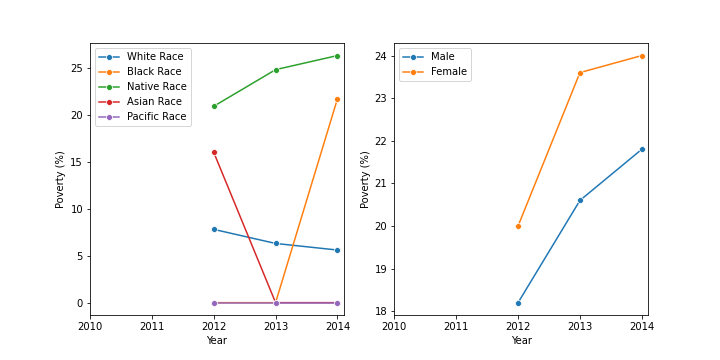 White Race
Black Race
Native Race
Asian Race
Pacific Race
25
20
15
10
5
0
Poverty (%)
2010 2011 2012 2013 2014
Year
Male
Female
24
23
22
21
20
19
18
Poverty (%)
2010 2011 2012 2013 2014
Year